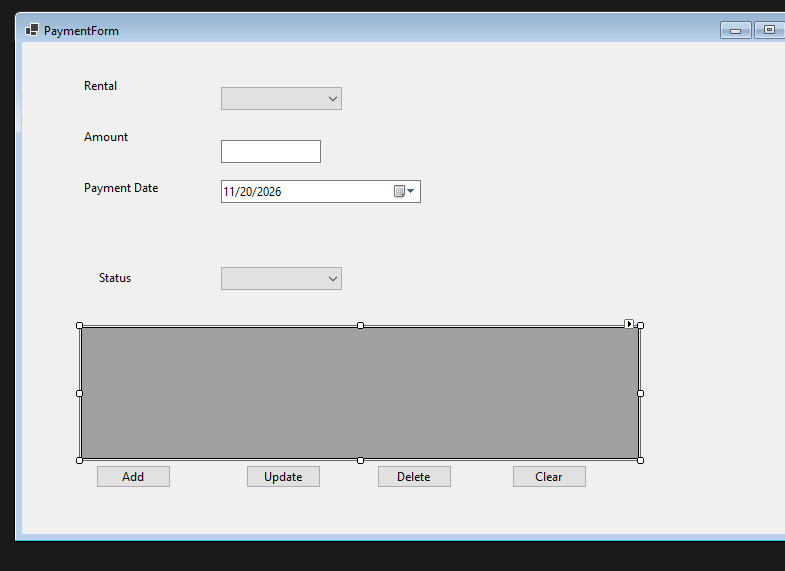 PaymentForm
Rental
Amount
Payment Date
11/20/2026
Status
Add
Update
Delete
Clear